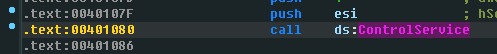 .text:0040107F push esi ; hS
.text:00401080 call ds:ControlService
.text:00401086